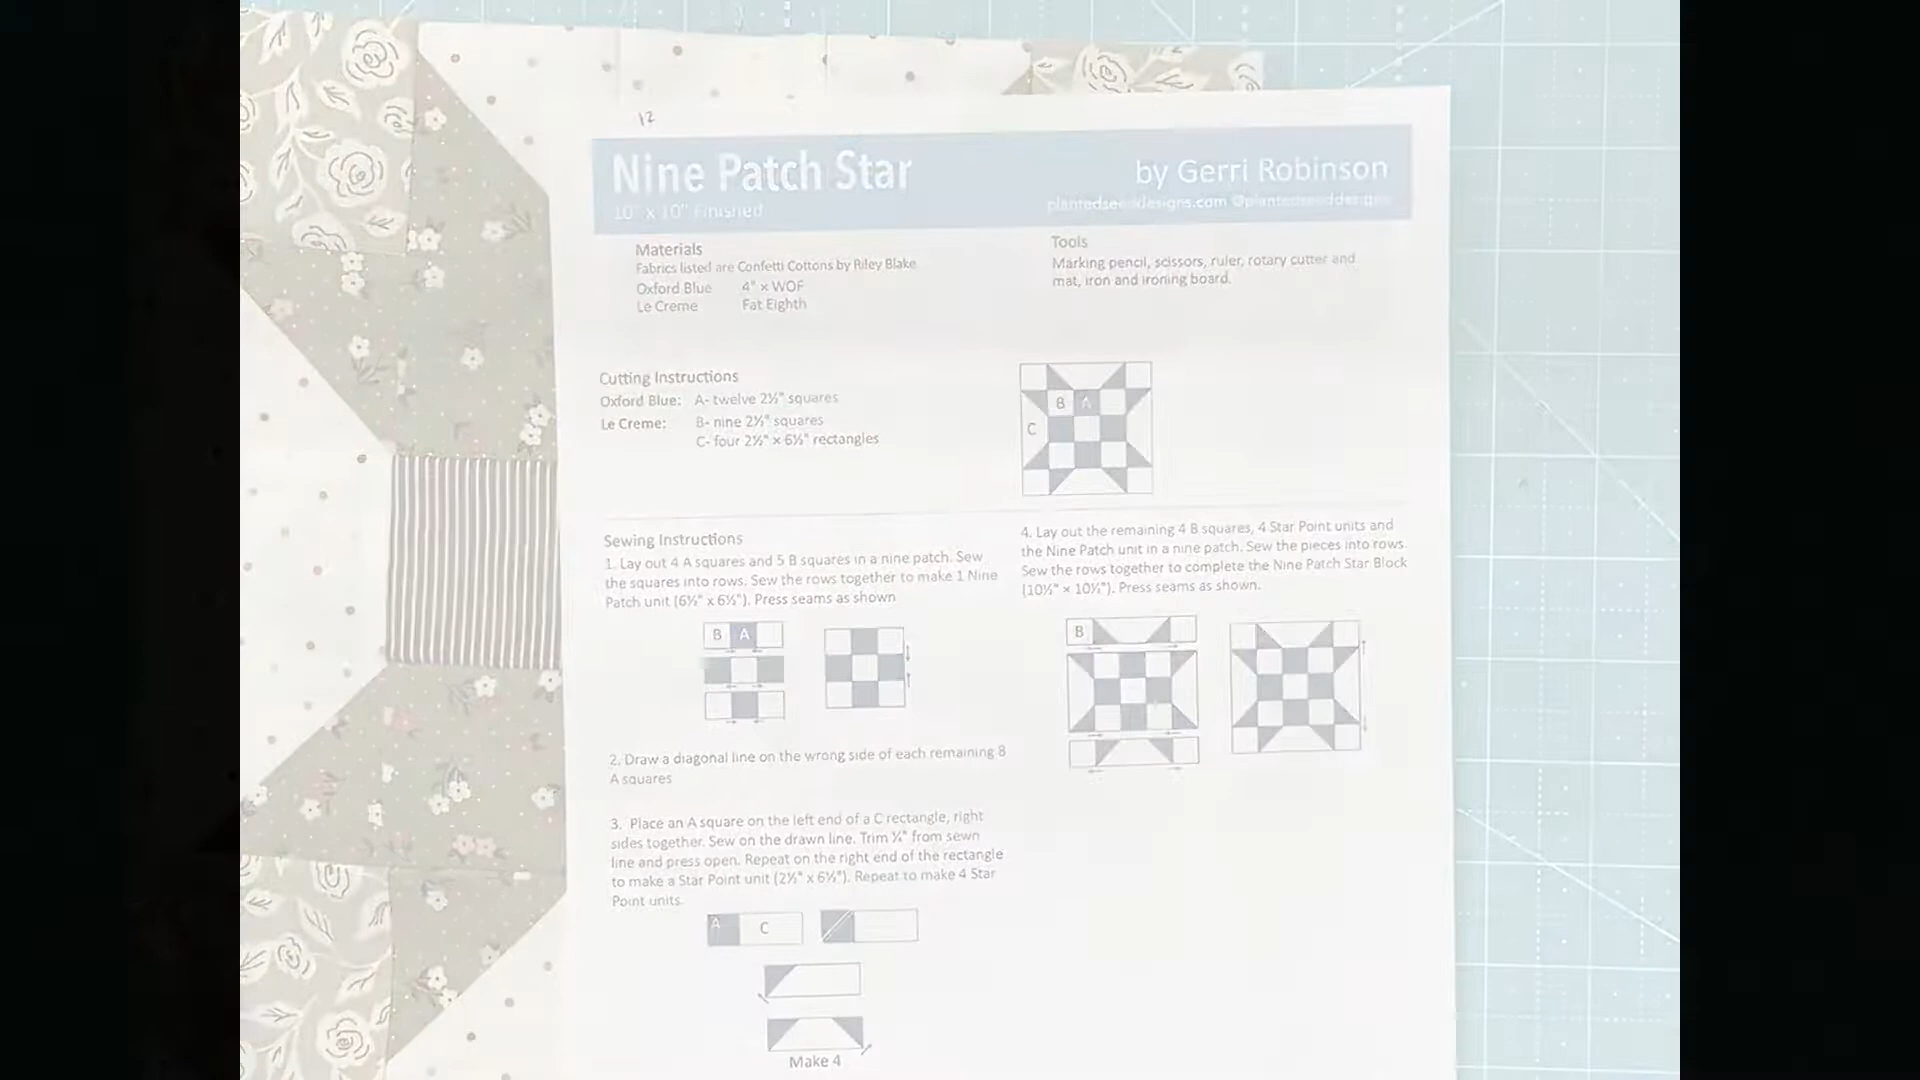 12
Nine Patch Star
by Gerri Robinson
10" x 10" Finished
plantedseeddesigns.com @plantedseeddesigns
Materials
Fabrics listed are Confetti Cottons by Riley Blake
Oxford Blue 4" x WOF
Le Creme Fat Eighth
Tools
Marking pencil, scissors, ruler, rotary cutter and
mat, iron and ironing board.
Cutting Instructions
Oxford Blue: A- twelve 2½" squares
Le Creme: B- nine 2½" squares
C- four 2½" x 6½" rectangles
B A
C
Sewing Instructions
1. Lay out 4 A squares and 5 B squares in a nine patch. Sew
the squares into rows. Sew the rows together to make 1 Nine
Patch unit (6½" x 6½"). Press seams as shown
B A
2. Draw a diagonal line on the wrong side of each remaining 8
A squares
3. Place an A square on the left end of a C rectangle, right
sides together. Sew on the drawn line. Trim ¼" from sewn
line and press open. Repeat on the right end of the rectangle
to make a Star Point unit (2½" x 6½"). Repeat to make 4 Star
Point units.
A C
Make 4
4. Lay out the remaining 4 B squares, 4 Star Point units and
the Nine Patch unit in a nine patch. Sew the pieces into rows.
Sew the rows together to complete the Nine Patch Star Block
(10½" x 10½"). Press seams as shown.
B